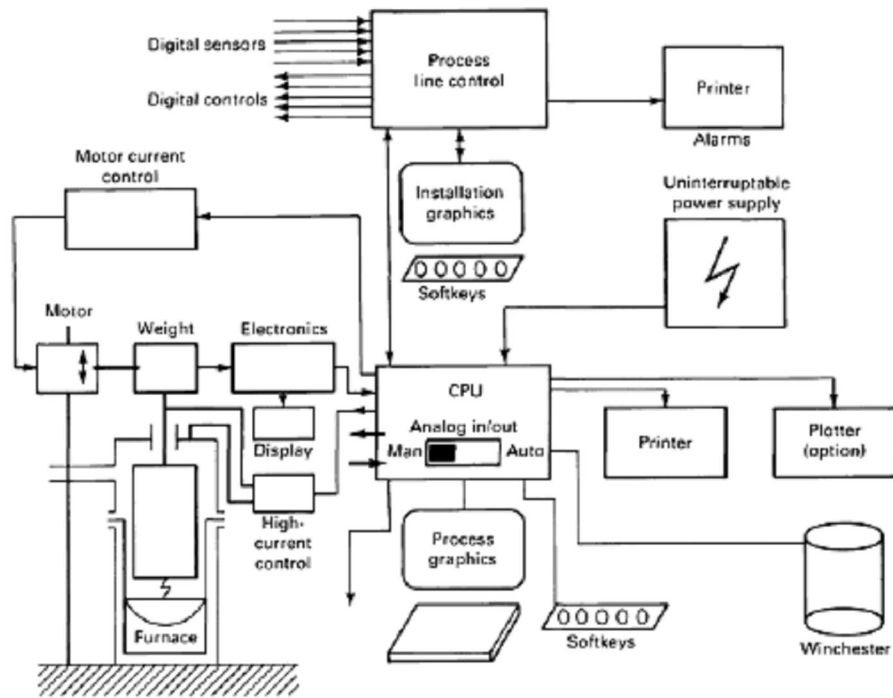 Digital sensors
Digital controls
Process
line control
Printer
Alarms
Motor current
control
Installation
graphics
Softkeys
Uninterruptable
power supply
Motor
Weight
Electronics
Display
CPU
Analog in/out
Man
Auto
Printer
Plotter
(option)
High-
current
control
Process
graphics
Furnace
Softkeys
Winchester